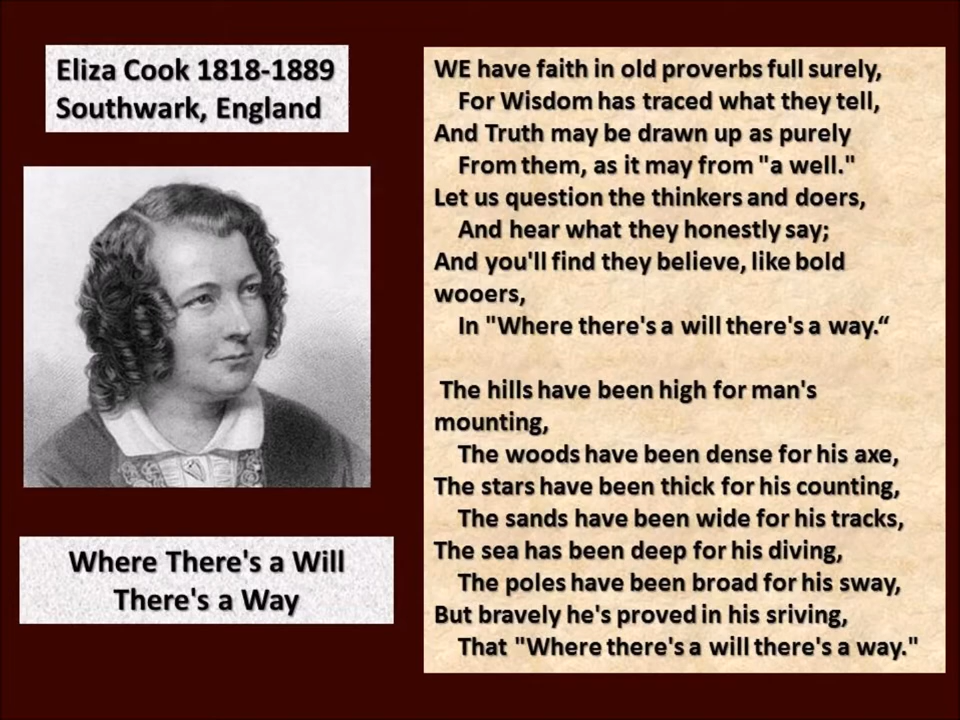 Eliza Cook 1818-1889
Southwark, England
Where There's a Will
There's a Way
WE have faith in old proverbs full surely,
For Wisdom has traced what they tell,
And Truth may be drawn up as purely
From them, as it may from "a well."
Let us question the thinkers and doers,
And hear what they honestly say;
And you'll find they believe, like bold
wooers,
In "Where there's a will there's a way.“
The hills have been high for man's
mounting,
The woods have been dense for his axe,
The stars have been thick for his counting,
The sands have been wide for his tracks,
The sea has been deep for his diving,
The poles have been broad for his sway,
But bravely he's proved in his sriving,
That "Where there's a will there's a way."